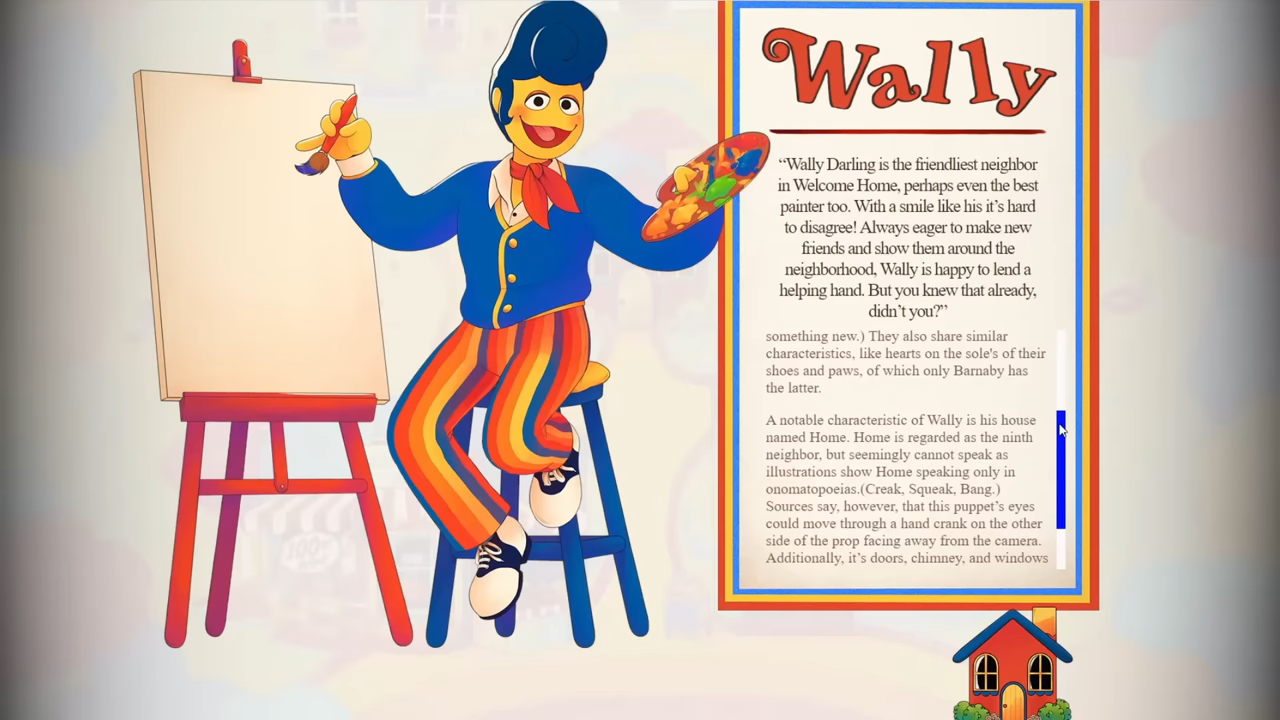 Wally
“Wally Darling is the friendliest neighbor
in Welcome Home, perhaps even the best
painter too. With a smile like his it’s hard
to disagree! Always eager to make new
friends and show them around the
neighborhood, Wally is happy to lend a
helping hand. But you knew that already,
didn’t you?”
something new.) They also share similar
characteristics, like hearts on the sole's of their
shoes and paws, of which only Barnaby has
the latter.
A notable characteristic of Wally is his house
named Home. Home is regarded as the ninth
neighbor, but seemingly cannot speak as
illustrations show Home speaking only in
onomatopoeias.(Creak, Squeak, Bang.)
Sources say, however, that this puppet’s eyes
could move through a hand crank on the other
side of the prop facing away from the camera.
Additionally, it’s doors, chimney, and windows